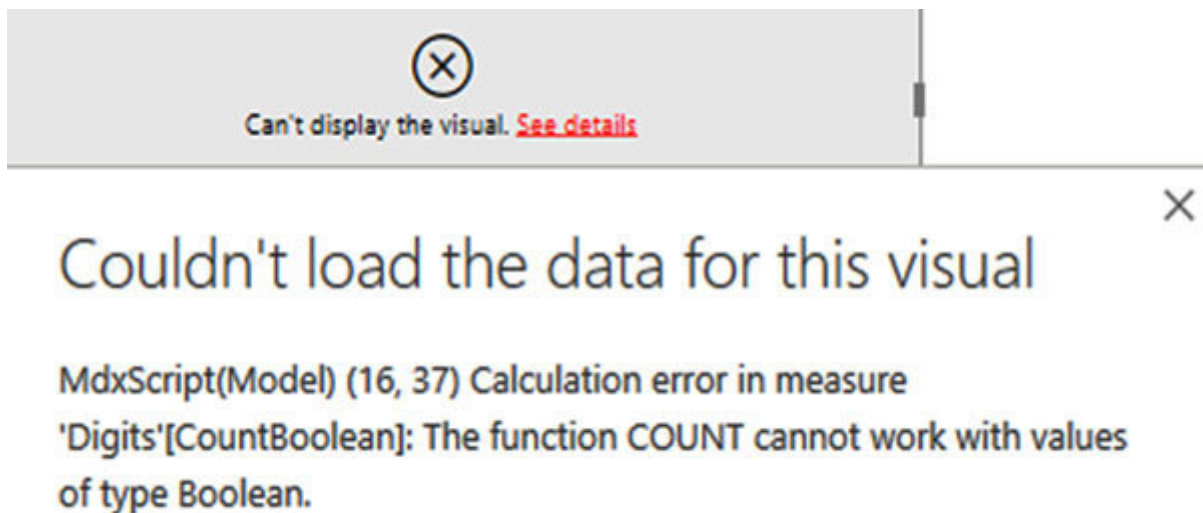 Can't display the visual. See details
Couldn't load the data for this visual
MdxScript(Model) (16, 37) Calculation error in measure
'Digits'[CountBoolean]: The function COUNT cannot work with values
of type Boolean.